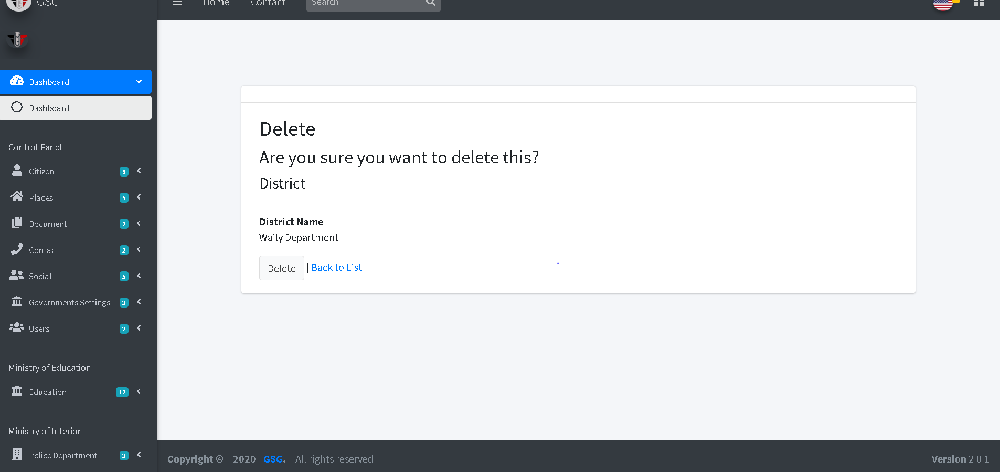 GSG
Home Contact Search
Dashboard
Dashboard
Control Panel
Citizen 8
Places 5
Document 2
Contact 2
Social 5
Governments Settings 2
Users 2
Ministry of Education
Education 12
Ministry of Interior
Police Department 2
Delete
Are you sure you want to delete this?
District
District Name
Waily Department
Delete | Back to List
Copyright © 2020 GSG. All rights reserved .
Version 2.0.1